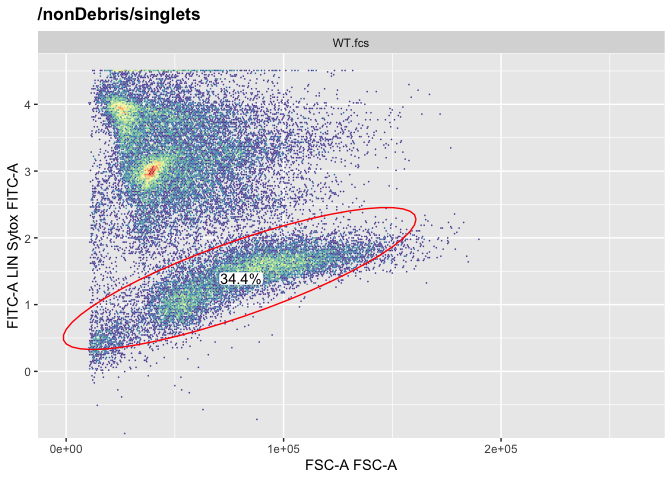 /nonDebris/singlets
WT.fcs
FITC-A LIN Sytox FITC-A
4
3
2
1
0
34.4%
0e+00
1e+05
2e+05
FSC-A FSC-A